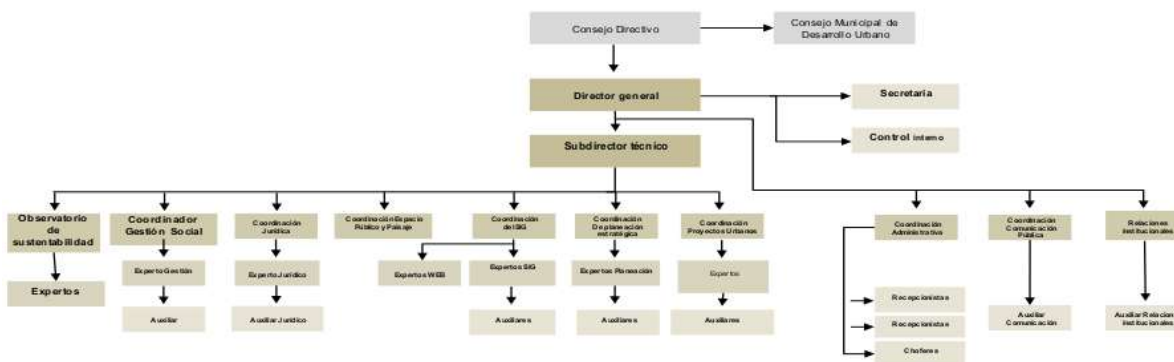 Consejo Directivo
Consejo Municipal de
Desarrollo Urbano
Director general
Secretaría
Control interno
Subdirector técnico
Observatorio
de
sustentabilidad
Coordinador
Gestión Social
Coordinación
Jurídica
Coordinación Espacio
Público y Paisaje
Coordinación
del SIG
Coordinación
De planeación
estratégica
Coordinación
Proyectos Urbanos
Coordinación
Administrativa
Coordinación
Comunicación
Pública
Relaciones
Institucionales
Expertos
Experto Gestión
Experto Jurídico
Expertos WEB
Expertos SIG
Expertos Planeación
Expertos
Auxiliar
Auxiliar Jurídico
Auxiliares
Auxiliares
Auxiliares
Recepcionistas
Recepcionistas
Choferes
Auxiliar
Comunicación
Auxiliar Relacion
Institucionales